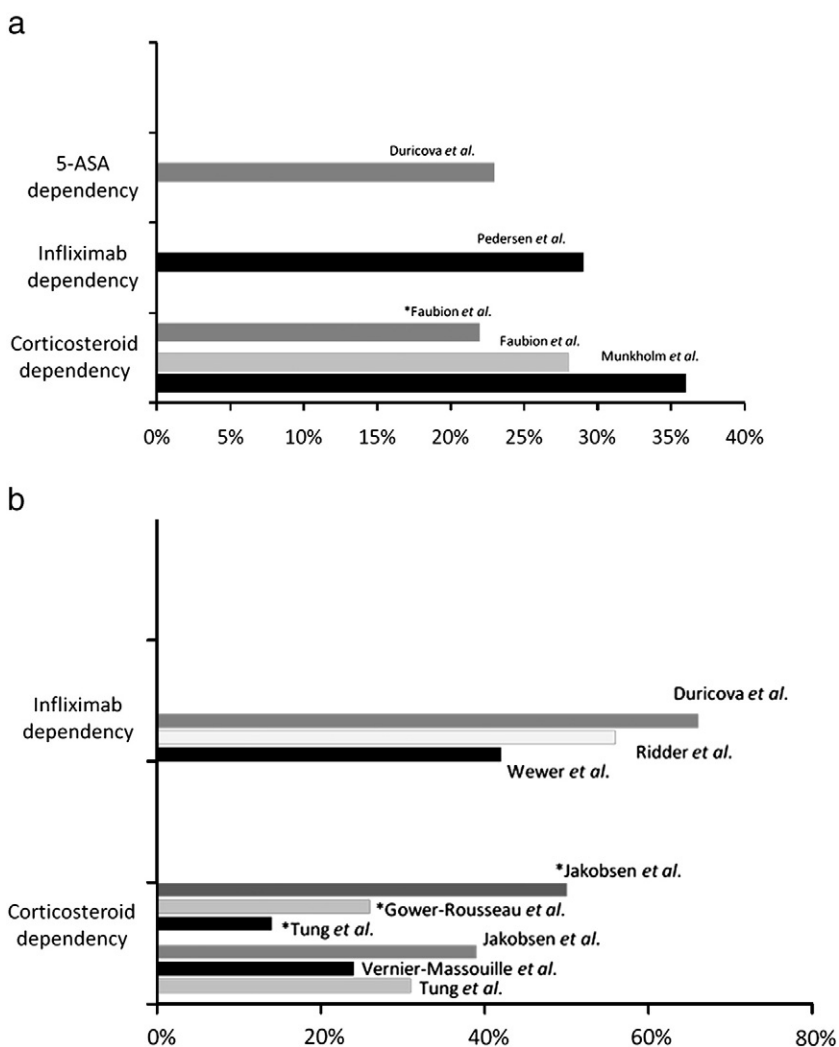 a
Duricova et al.
5-ASA
dependency
Pedersen et al.
Infliximab
dependency
*Faubion et al.
Faubion et al.
Corticosteroid
dependency
Munkholm et al.
0% 5% 10% 15% 20% 25% 30% 35% 40%
b
Duricova et al.
Infliximab
dependency
Ridder et al.
Wewer et al.
*Jakobsen et al.
Corticosteroid
dependency
*Gower-Rousseau et al.
*Tung et al.
Jakobsen et al.
Vernier-Massouille et al.
Tung et al.
0% 20% 40% 60% 80%